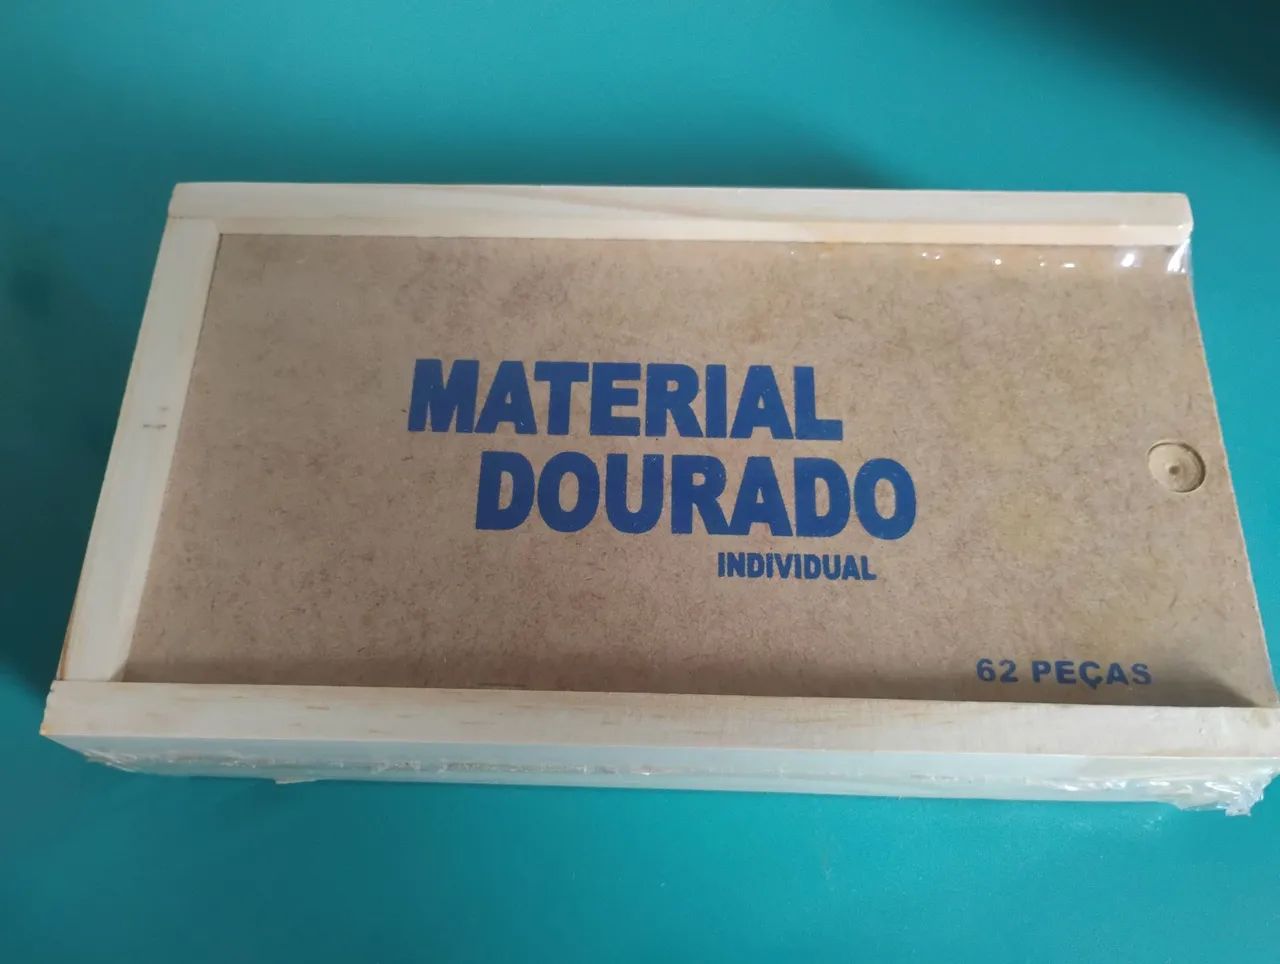 MATERIAL
DOURADO
INDIVIDUAL
62 PEÇAS